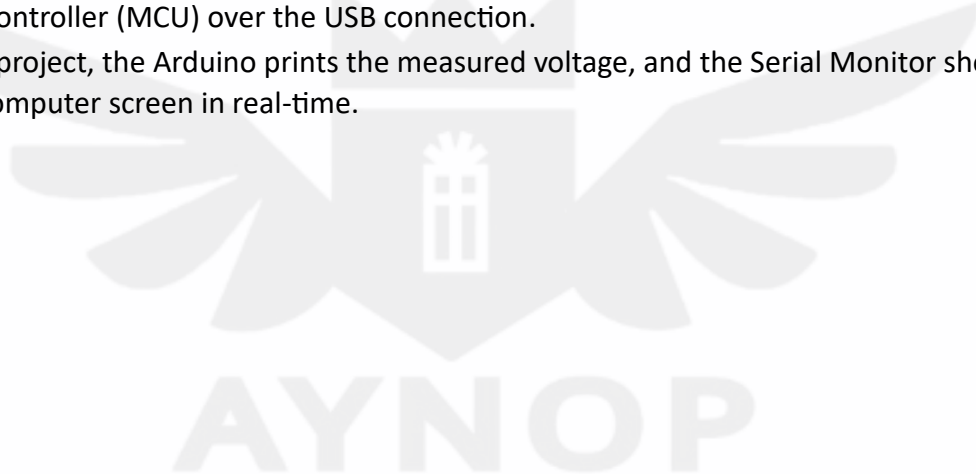 ontroller (MCU) over the USB connection.
project, the Arduino prints the measured voltage, and the Serial Monitor sh
omputer screen in real-time.
AYNOP